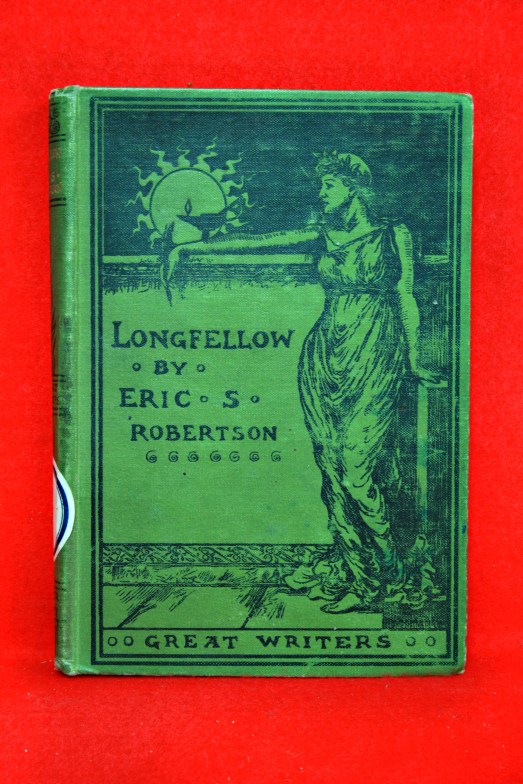 LONGFELLOW
BY
ERIC S
ROBERTSON
GREAT WRITERS